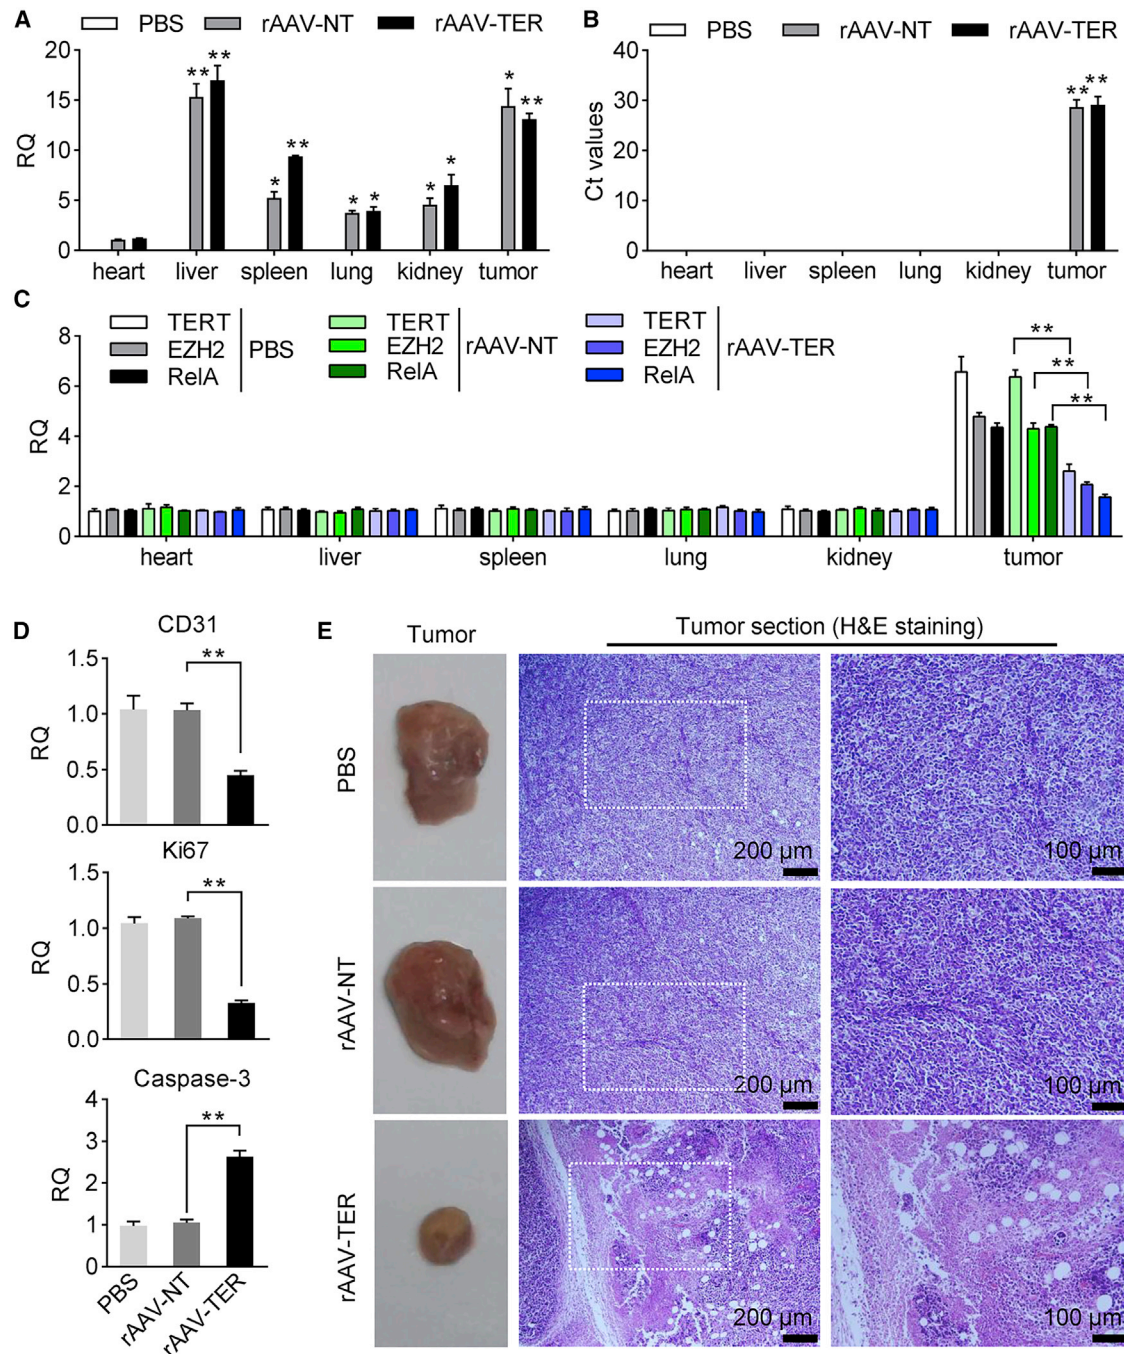 A
PBS rAAV-NT rAAV-TER
20
15
10
5
0
RQ
** ** * ** * * * * * **
heart liver spleen lung kidney tumor
B
PBS rAAV-NT rAAV-TER
40
30
20
10
0
Ct values
** **
heart liver spleen lung kidney tumor
C
TERT
EZH2
RelA
PBS
TERT
EZH2
RelA
rAAV-NT
TERT
EZH2
RelA
rAAV-TER
8
6
4
2
0
RQ
**
**
**
heart liver spleen lung kidney tumor
D
CD31
1.5
1.0
0.5
0.0
RQ
**
Ki67
1.5
1.0
0.5
0.0
RQ
**
Caspase-3
4
3
2
1
0
RQ
**
PBS
rAAV-NT
rAAV-TER
E
Tumor
Tumor section (H&E staining)
PBS
200 µm
100 µm
rAAV-NT
200 µm
100 µm
rAAV-TER
200 µm
100 µm